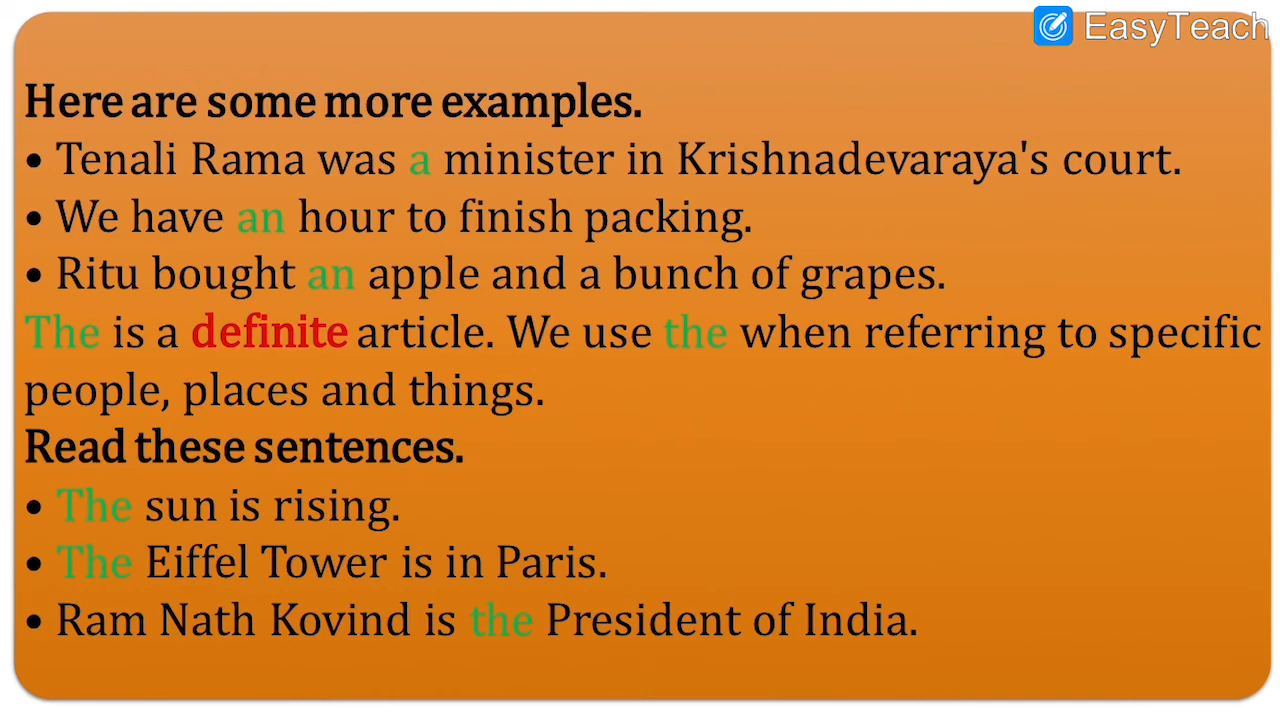 EasyTeach
Here are some more examples.
• Tenali Rama was a minister in Krishnadevaraya's court.
• We have an hour to finish packing.
• Ritu bought an apple and a bunch of grapes.
The is a definite article. We use the when referring to specific
people, places and things.
Read these sentences.
• The sun is rising.
• The Eiffel Tower is in Paris.
• Ram Nath Kovind is the President of India.